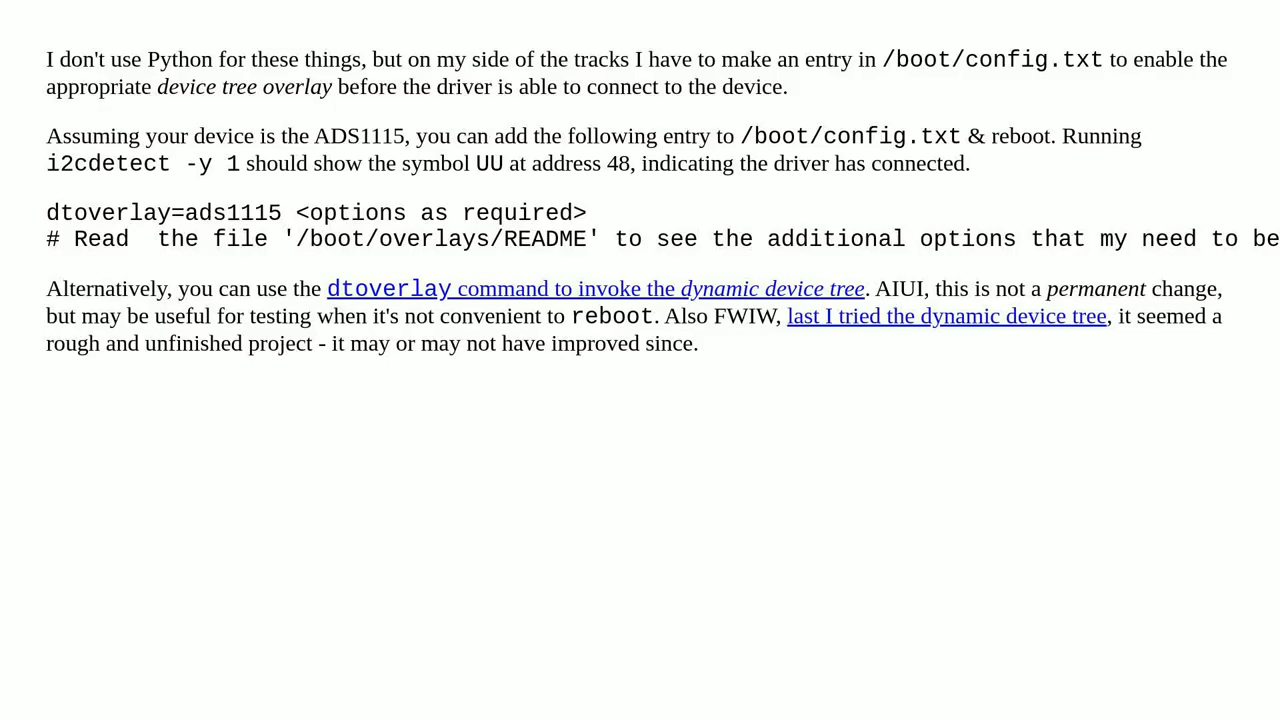 I don't use Python for these things, but on my side of the tracks I have to make an entry in /boot/config.txt to enable the
appropriate device tree overlay before the driver is able to connect to the device.
Assuming your device is the ADS1115, you can add the following entry to /boot/config.txt & reboot. Running
i2cdetect -y 1 should show the symbol UU at address 48, indicating the driver has connected.
dtoverlay=ads1115 <options as required>
# Read  the file '/boot/overlays/README' to see the additional options that my need to be
Alternatively, you can use the dtoverlay command to invoke the dynamic device tree. AIUI, this is not a permanent change,
but may be useful for testing when it's not convenient to reboot. Also FWIW, last I tried the dynamic device tree, it seemed a
rough and unfinished project - it may or may not have improved since.